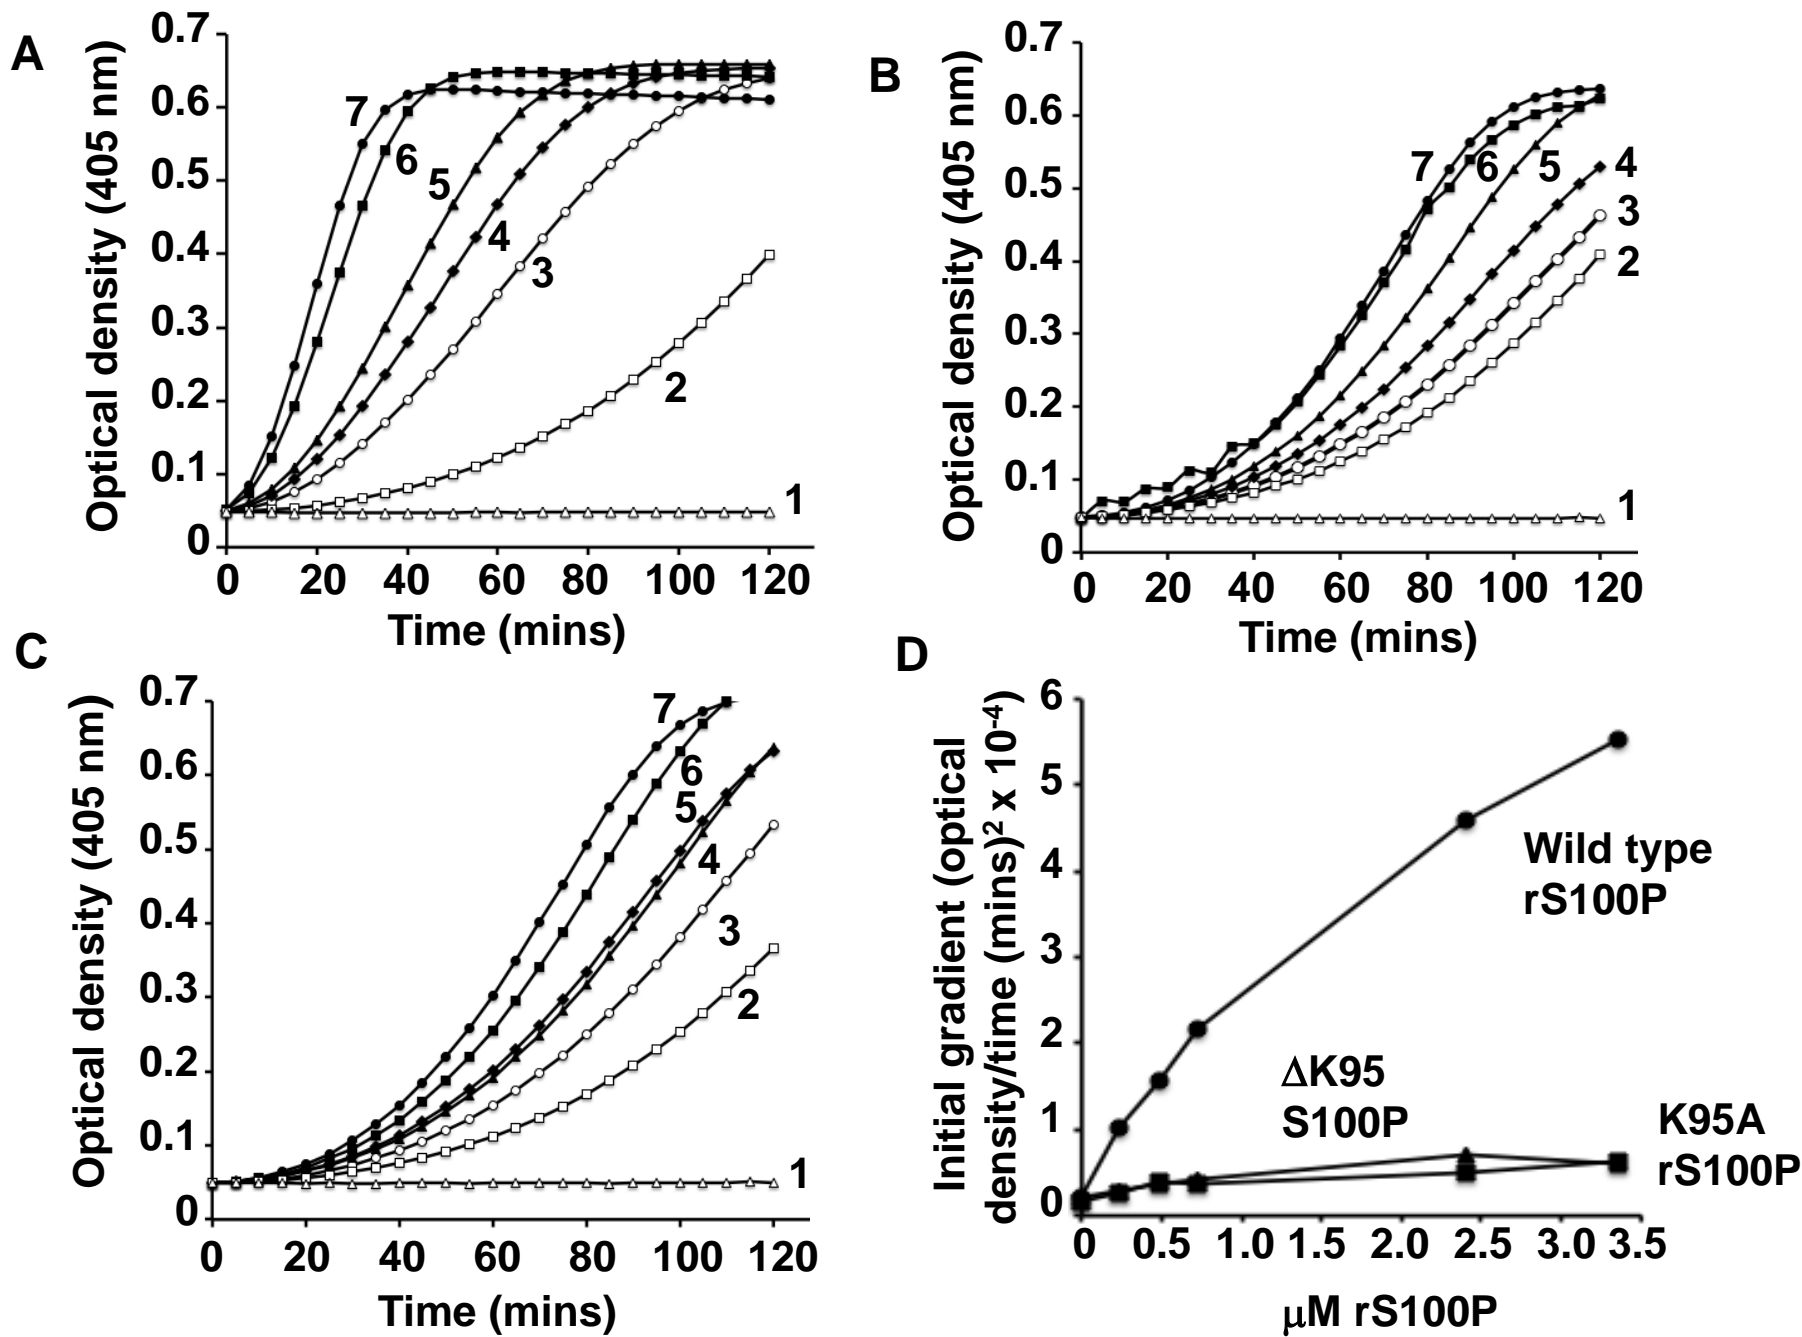 A
Optical density (405 nm)
0.7
0.6
0.5
0.4
0.3
0.2
0.1
0
7
6
5
4
3
2
1
0 20 40 60 80 100 120
Time (mins)
B
Optical density (405 nm)
0.7
0.6
0.5
0.4
0.3
0.2
0.1
0
7 6 5 4
3
2
1
0 20 40 60 80 100 120
Time (mins)
C
Optical density (405 nm)
0.7
0.6
0.5
0.4
0.3
0.2
0.1
0
7
6
5
4
3
2
1
0 20 40 60 80 100 120
Time (mins)
D
Initial gradient (optical
density/time (mins)² x 10⁻⁴)
6
5
4
3
2
1
0
Wild type
rS100P
ΔK95
S100P
K95A
rS100P
0 0.5 1.0 1.5 2.0 2.5 3.0 3.5
μM rS100P